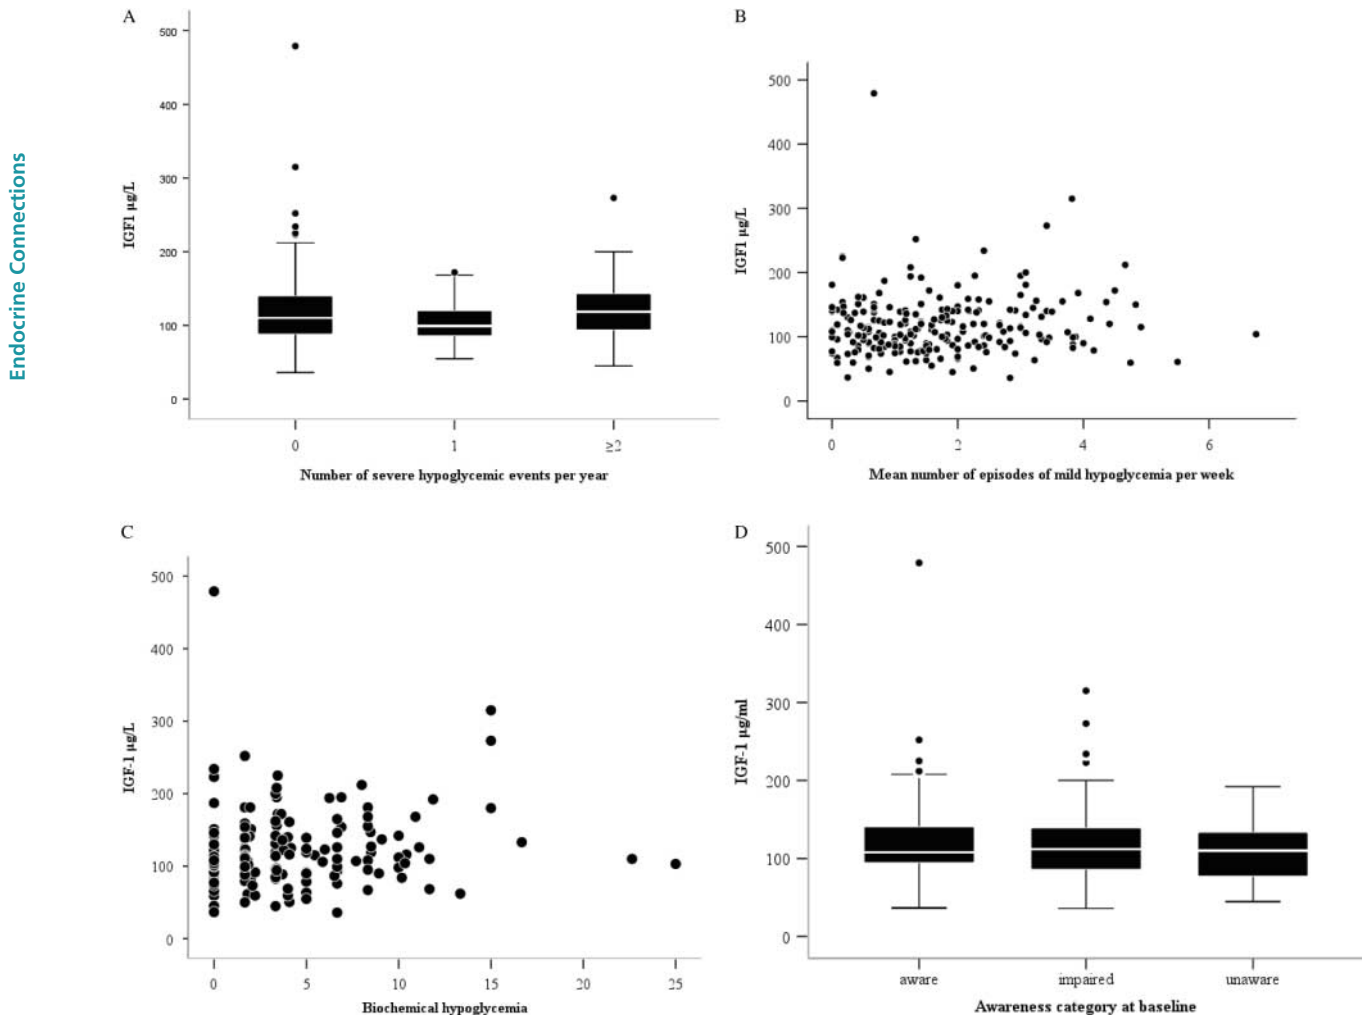 Endocrine Connections
A
500
400
300
200
100
0
IGF1 µg/L
0 1 ≥2
Number of severe hypoglycemic events per year
B
500
400
300
200
100
0
IGF1 µg/L
0 2 4 6
Mean number of episodes of mild hypoglycemia per week
C
500
400
300
200
100
0
IGF-1 µg/L
0 5 10 15 20 25
Biochemical hypoglycemia
D
500
400
300
200
100
0
IGF-1 µg/ml
aware impaired unaware
Awareness category at baseline